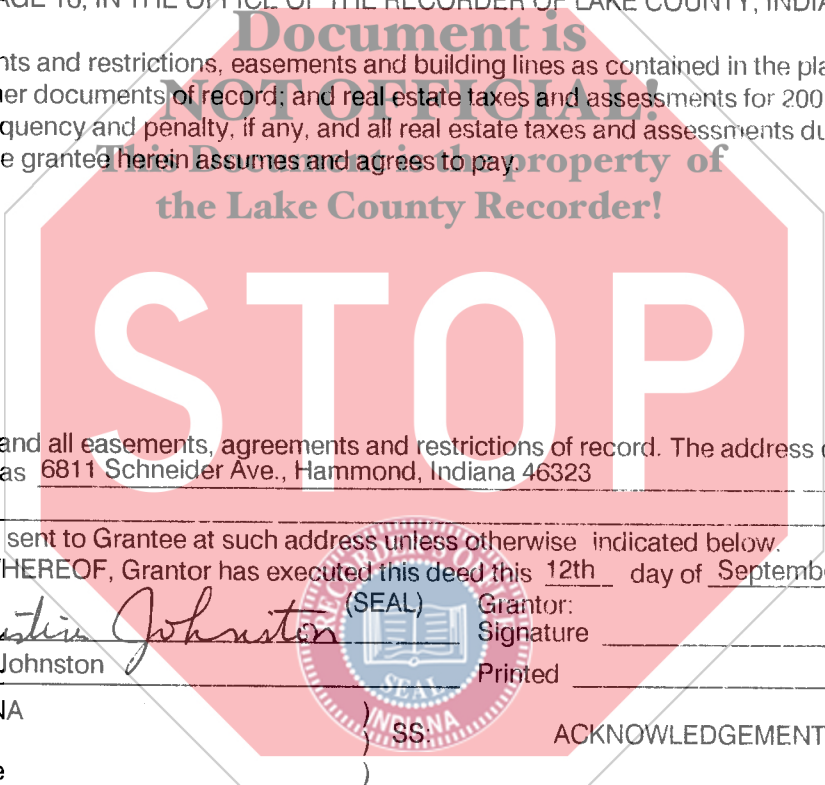 AGE 16, IN THE OFFICE OF THE RECORDER OF LAKE COUNTY, INDIA
Document is
nts and restrictions, easements and building lines as contained in the pla
NOT OFFICIAL!
er documents of record; and real estate taxes and assessments for 200
quency and penalty, if any, and all real estate taxes and assessments du
This Document is the property of
e grantee herein assumes and agrees to pay.
the Lake County Recorder!
STOP
and all easements, agreements and restrictions of record. The address o
as 6811 Schneider Ave., Hammond, Indiana 46323
sent to Grantee at such address unless otherwise indicated below.
HEREOF, Grantor has executed this deed this 12th day of Septemb
(SEAL) Grantor:
stine Johnston Signature
Johnston Printed
SEAL
INDIANA
NA
) SS: ACKNOWLEDGEMENT
)
e
)